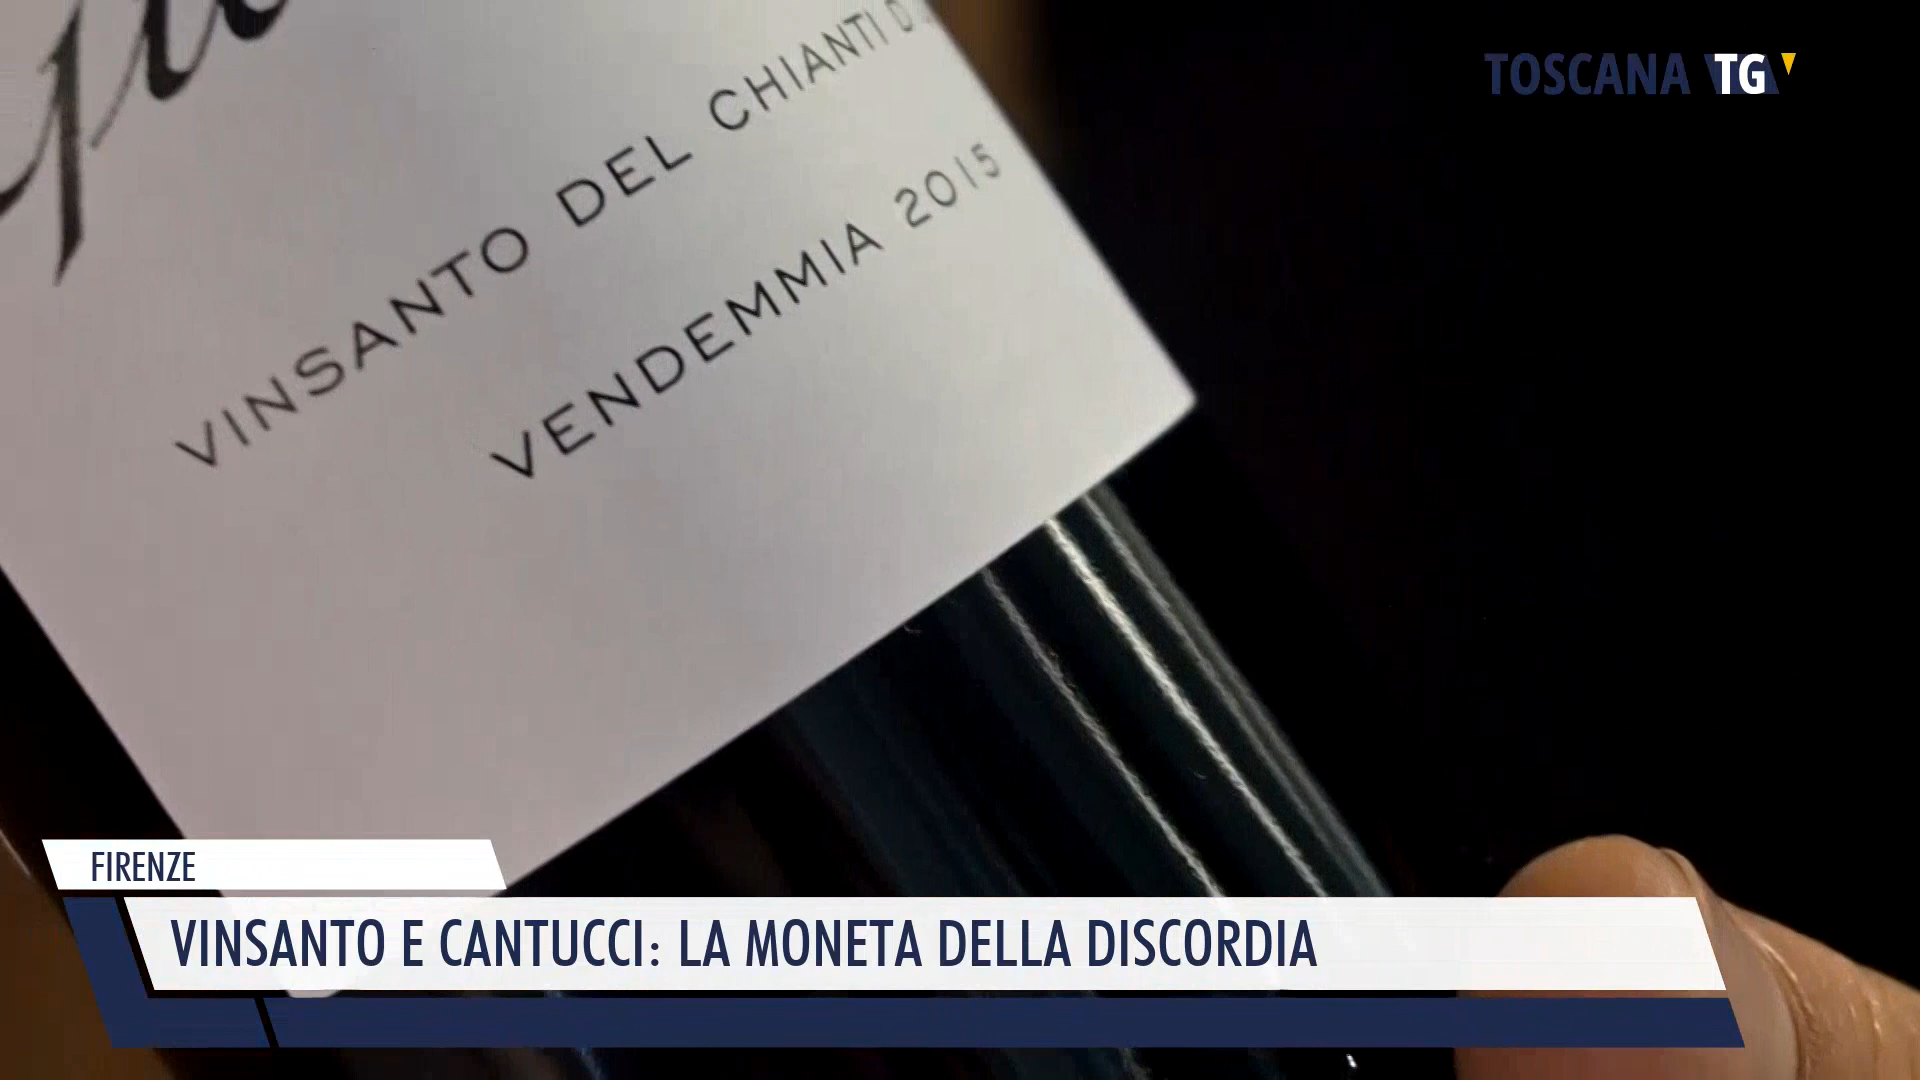 TOSCANA TG
VINSANTO DEL CHIANTI
VENDEMMIA 2015
FIRENZE
VINSANTO E CANTUCCI: LA MONETA DELLA DISCORDIA